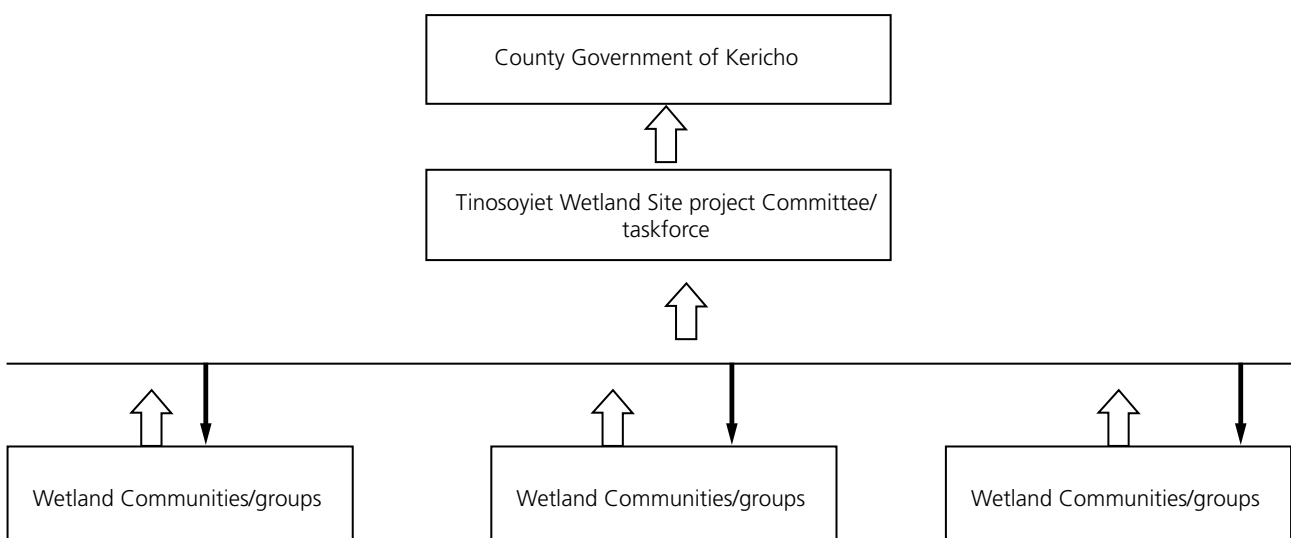 County Government of Kericho
Tinosoyiet Wetland Site project Committee/
taskforce
Wetland Communities/groups
Wetland Communities/groups
Wetland Communities/groups